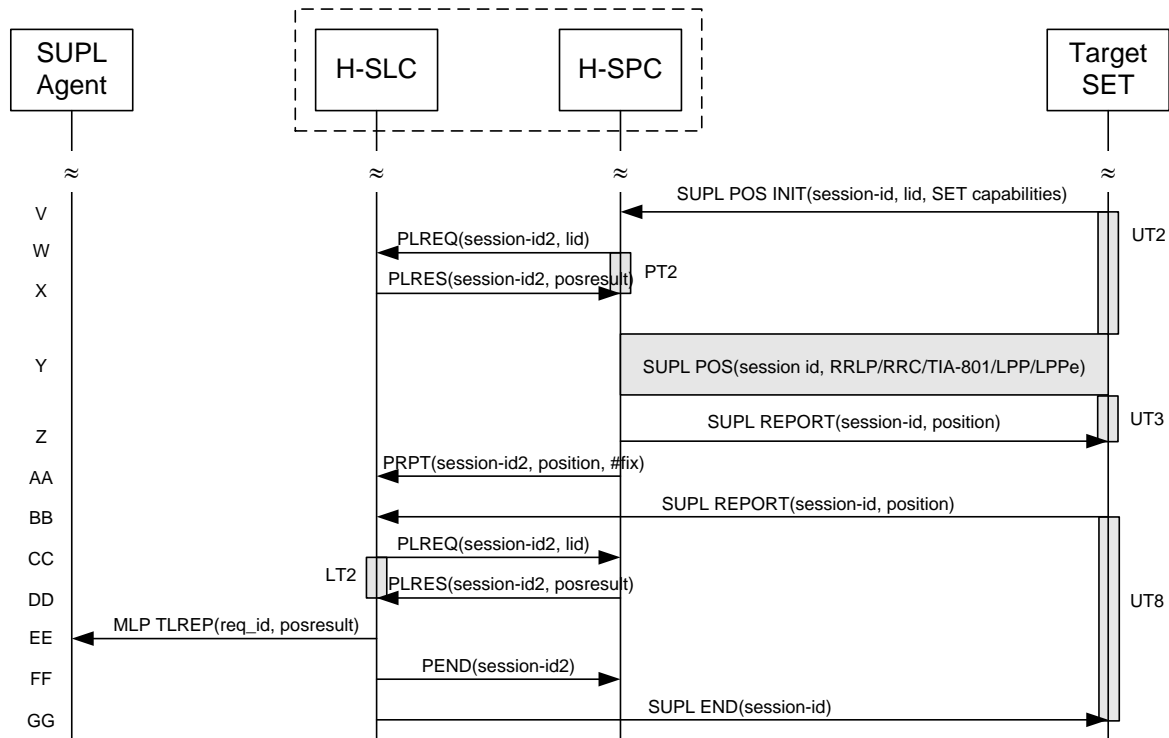 SUPL
Agent
H-SLC
H-SPC
Target
SET
≈
≈
≈
≈
V
SUPL POS INIT(session-id, lid, SET capabilities)
UT2
W
PLREQ(session-id2, lid)
PT2
X
PLRES(session-id2, posresult)
Y
SUPL POS(session id, RRLP/RRC/TIA-801/LPP/LPPe)
UT3
Z
SUPL REPORT(session-id, position)
AA
PRPT(session-id2, position, #fix)
BB
SUPL REPORT(session-id, position)
CC
PLREQ(session-id2, lid)
LT2
DD
PLRES(session-id2, posresult)
UT8
EE
MLP TLREP(req_id, posresult)
FF
PEND(session-id2)
GG
SUPL END(session-id)